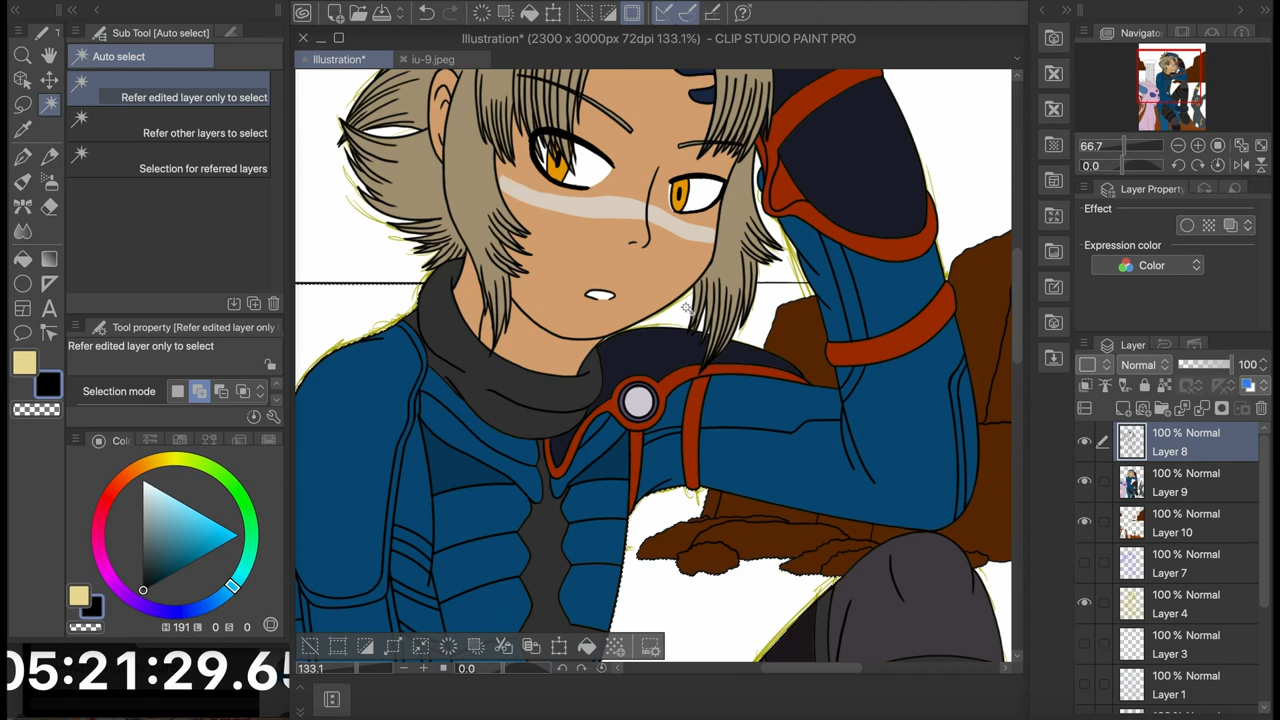 Illustration* (2300 x 3000px 72dpi 133.1%) - CLIP STUDIO PAINT PRO
Illustration*
iu-9.jpeg
Sub Tool [Auto select]
Auto select
Refer edited layer only to select
Refer other layers to select
Selection for referred layers
Tool property [Refer edited layer only
Refer edited layer only to select
Selection mode
H 191 L 0 S 0
05:21:29.65
133.1
0.0
Navigator
66.7
0.0
Layer Property
Effect
Expression color
Color
Layer
Normal
100
100 % Normal
Layer 8
100 % Normal
Layer 9
100 % Normal
Layer 10
100 % Normal
Layer 7
100 % Normal
Layer 4
100 % Normal
Layer 3
100 % Normal
Layer 1